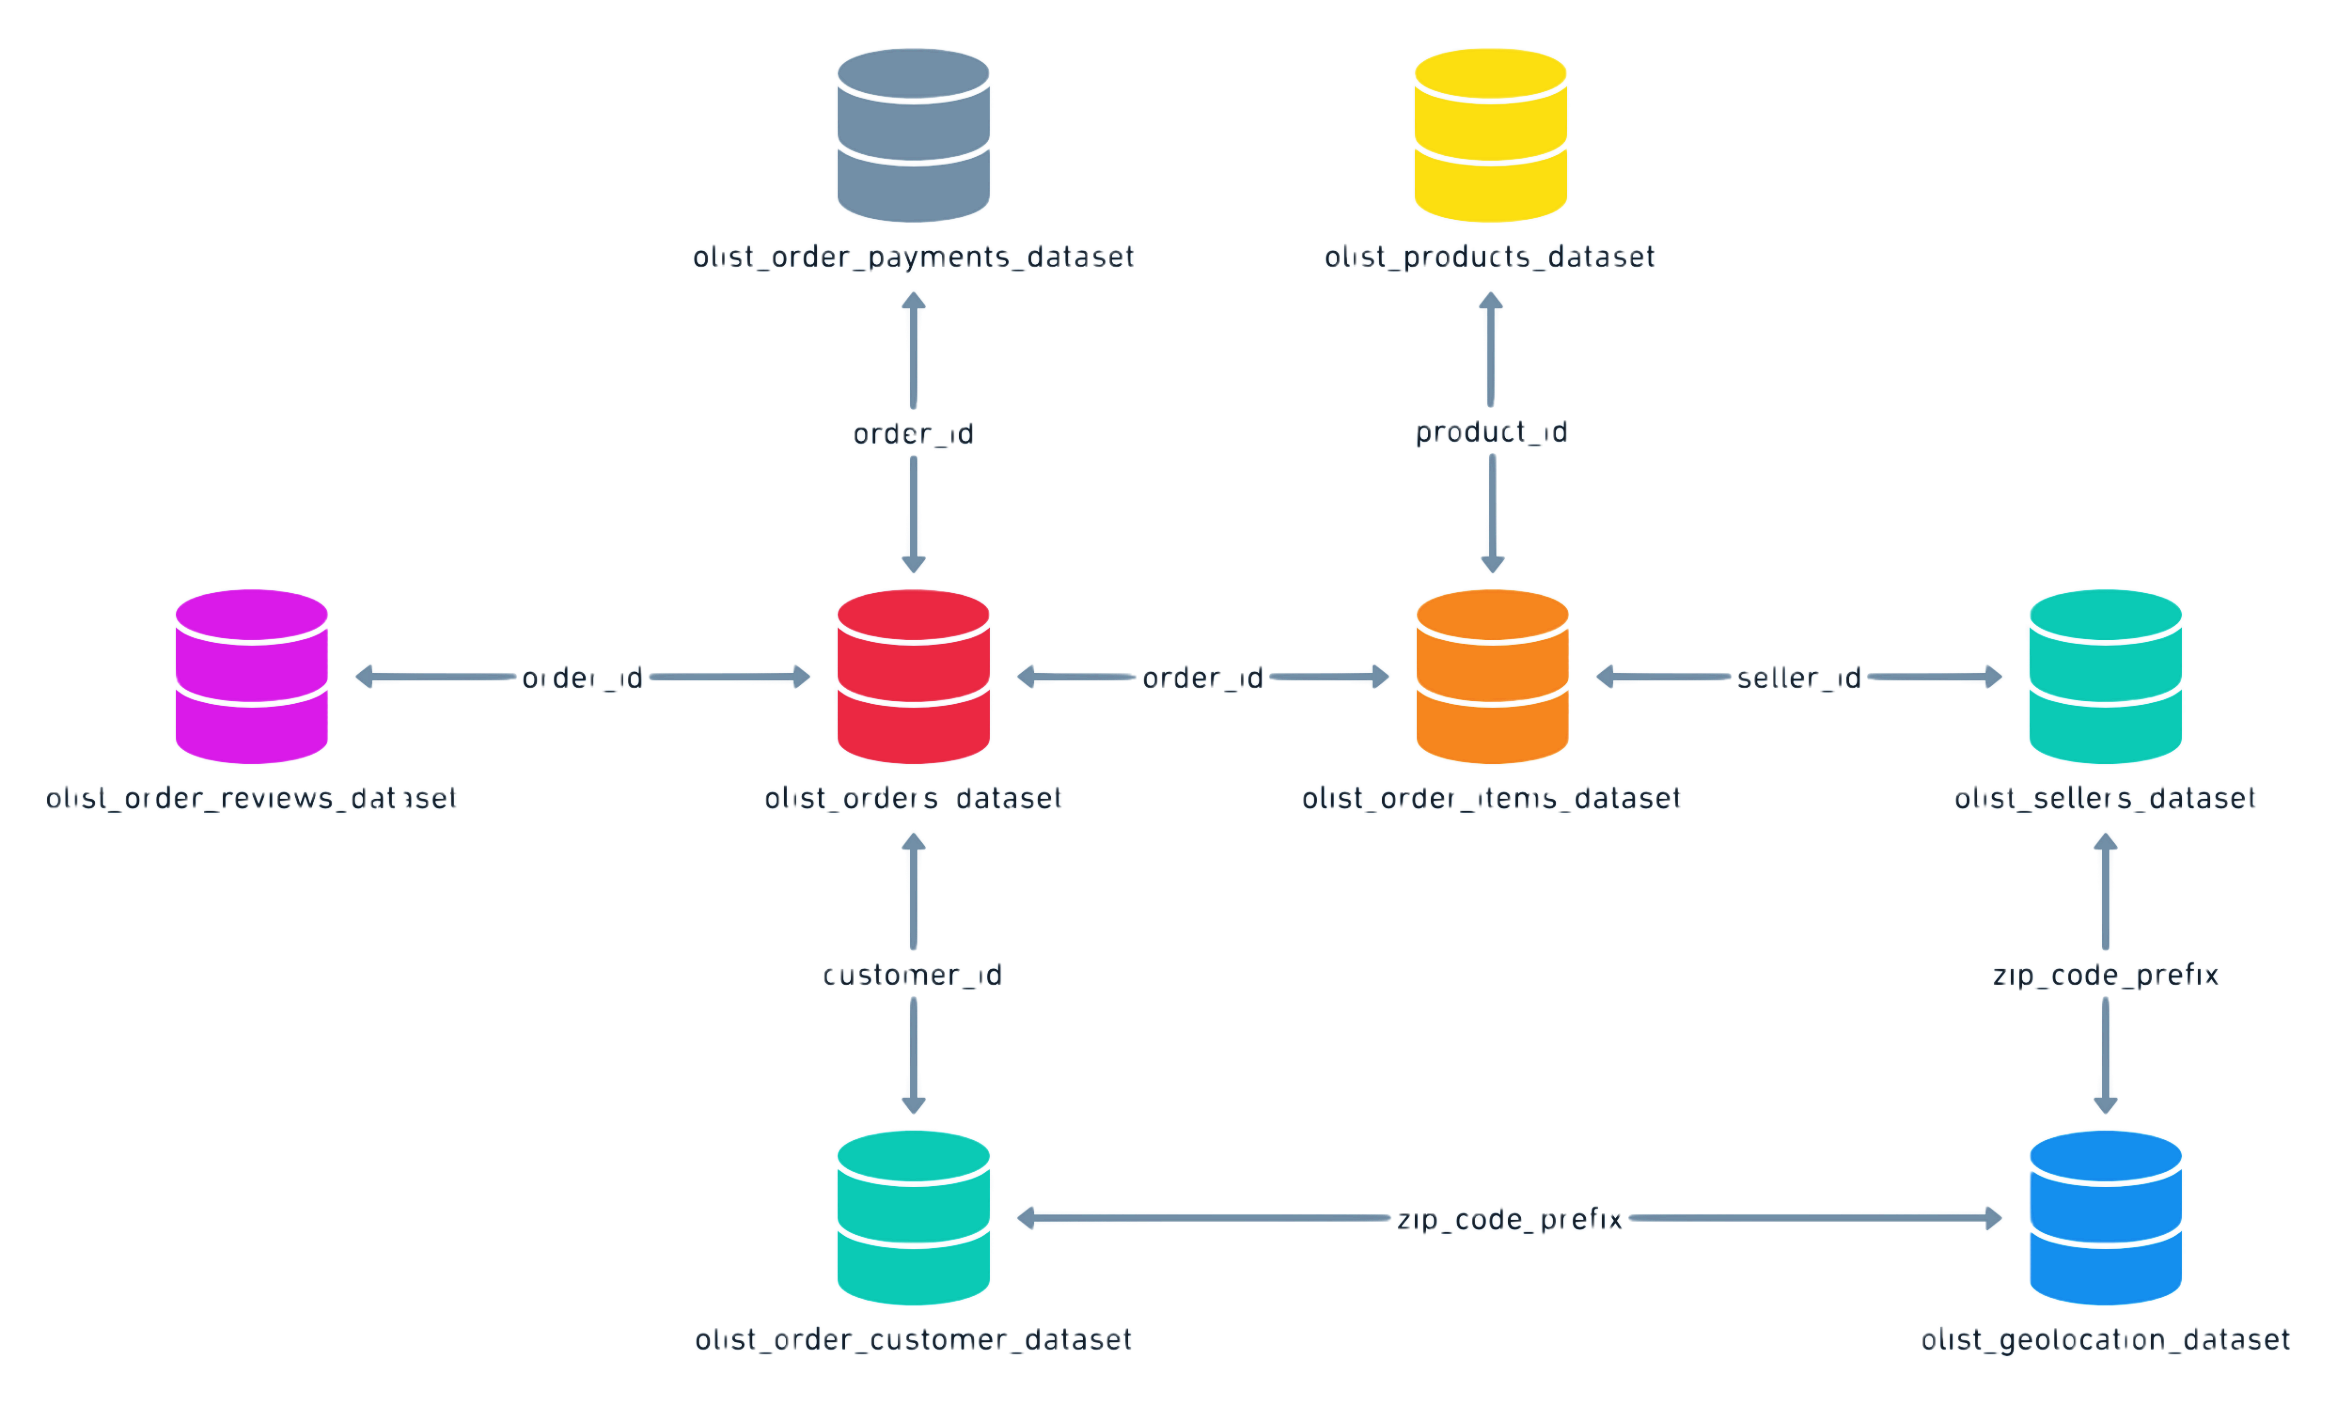 olist_order_payments_dataset
olist_products_dataset
order_id
product_id
order_id
order_id
seller_id
olist_order_reviews_dataset
olist_orders_dataset
olist_order_items_dataset
olist_sellers_dataset
customer_id
zip_code_prefix
zip_code_prefix
olist_order_customer_dataset
olist_geolocation_dataset